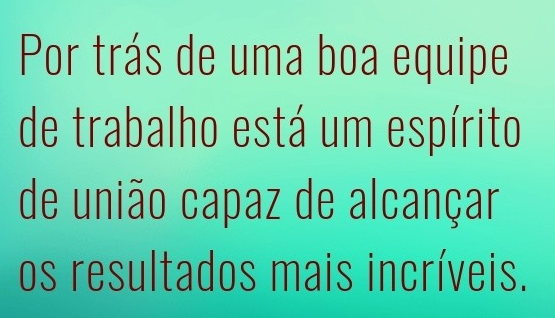 Por trás de uma boa equipe
de trabalho está um espírito
de união capaz de alcançar
os resultados mais incríveis.